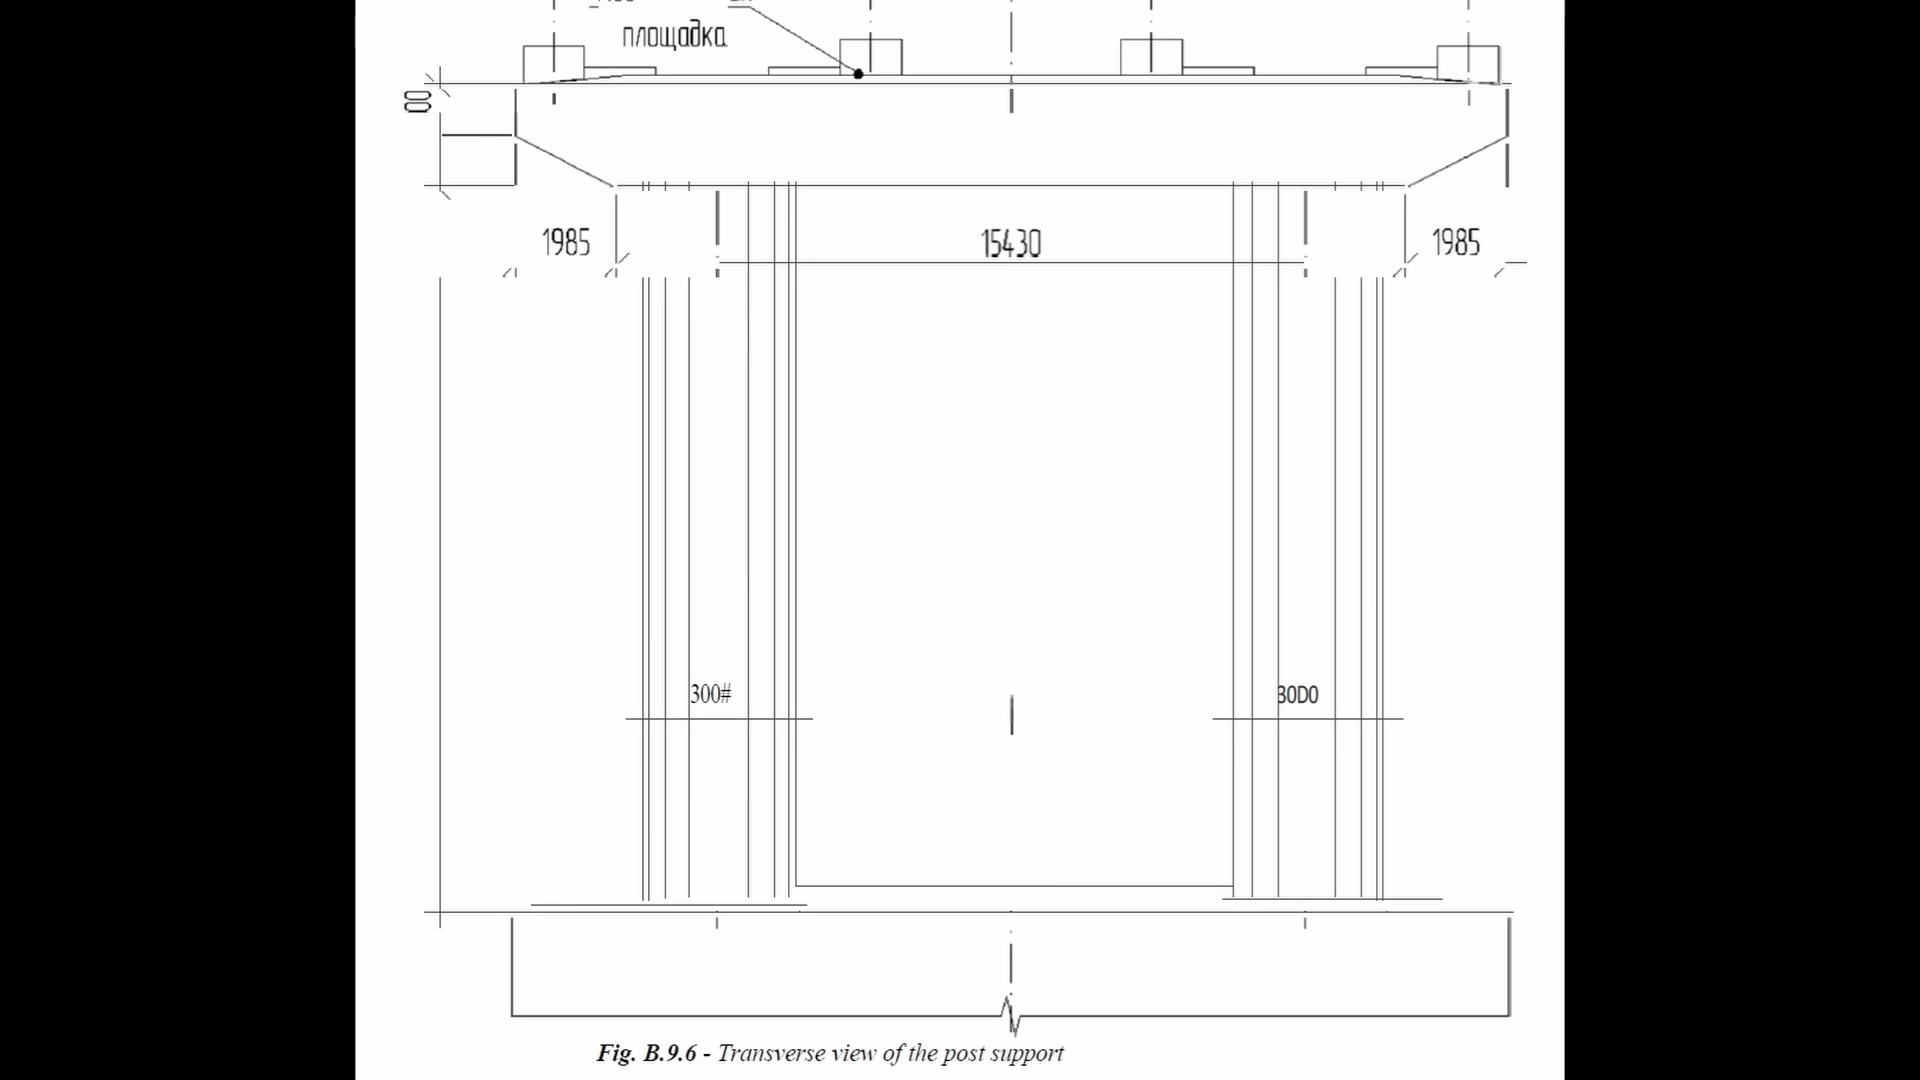 площадка
00
1985
15430
1985
300#
30D0
Fig. B.9.6 - Transverse view of the post support